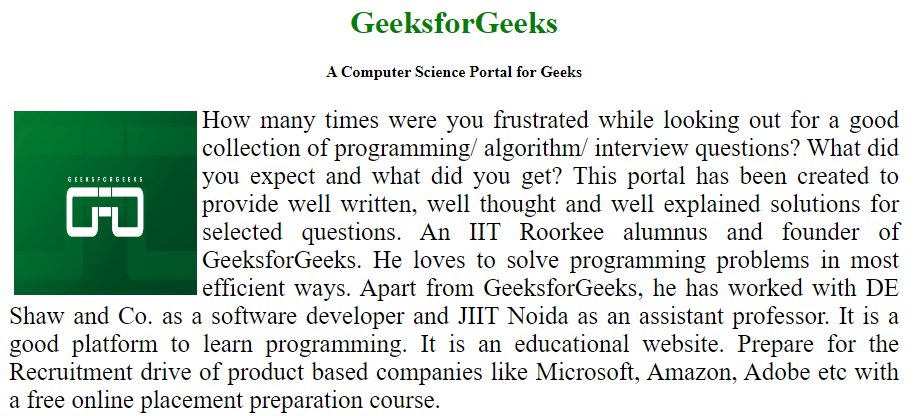 GeeksforGeeks
A Computer Science Portal for Geeks
GEEKSFORGEEKS
How many times were you frustrated while looking out for a good
collection of programming/ algorithm/ interview questions? What did
you expect and what did you get? This portal has been created to
provide well written, well thought and well explained solutions for
selected questions. An IIT Roorkee alumnus and founder of
GeeksforGeeks. He loves to solve programming problems in most
efficient ways. Apart from GeeksforGeeks, he has worked with DE
Shaw and Co. as a software developer and JIIT Noida as an assistant professor. It is a
good platform to learn programming. It is an educational website. Prepare for the
Recruitment drive of product based companies like Microsoft, Amazon, Adobe etc with
a free online placement preparation course.